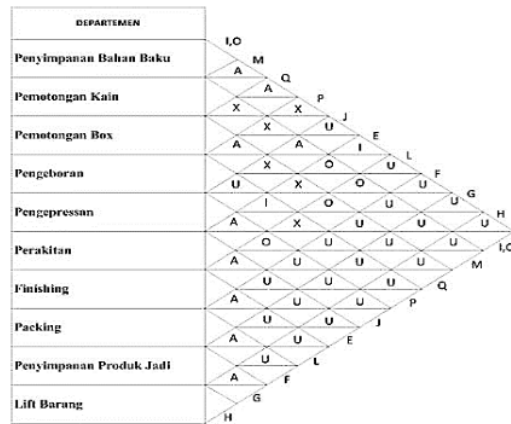 DEPARTEMEN
I,O
Penyimpanan Bahan Baku M
A Q
A P
Pemotongan Kain
X X J
X U E
Pemotongan Box
A A I L
X O U F
Pengeboran
U X O U G
I O U U U H
Pengepressan
A X U U U U
O U U U U I,O
Perakitan
A U U U M
U U U Q
Finishing
A U U P
U U J
Packing
A U E
U L
Penyimpanan Produk Jadi
A F
G
Lift Barang
H